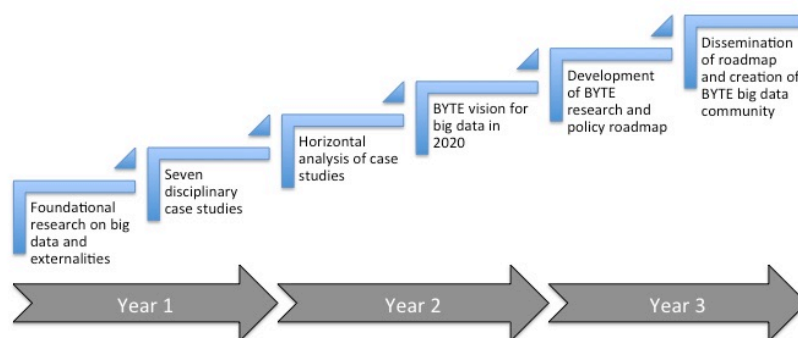 Foundational
research on big
data and
externalities
Seven
disciplinary
case studies
Horizontal
analysis of case
studies
BYTE vision for
big data in
2020
Development
of BYTE
research and
policy roadmap
Dissemination
of roadmap
and creation of
BYTE big data
community
Year 1
Year 2
Year 3